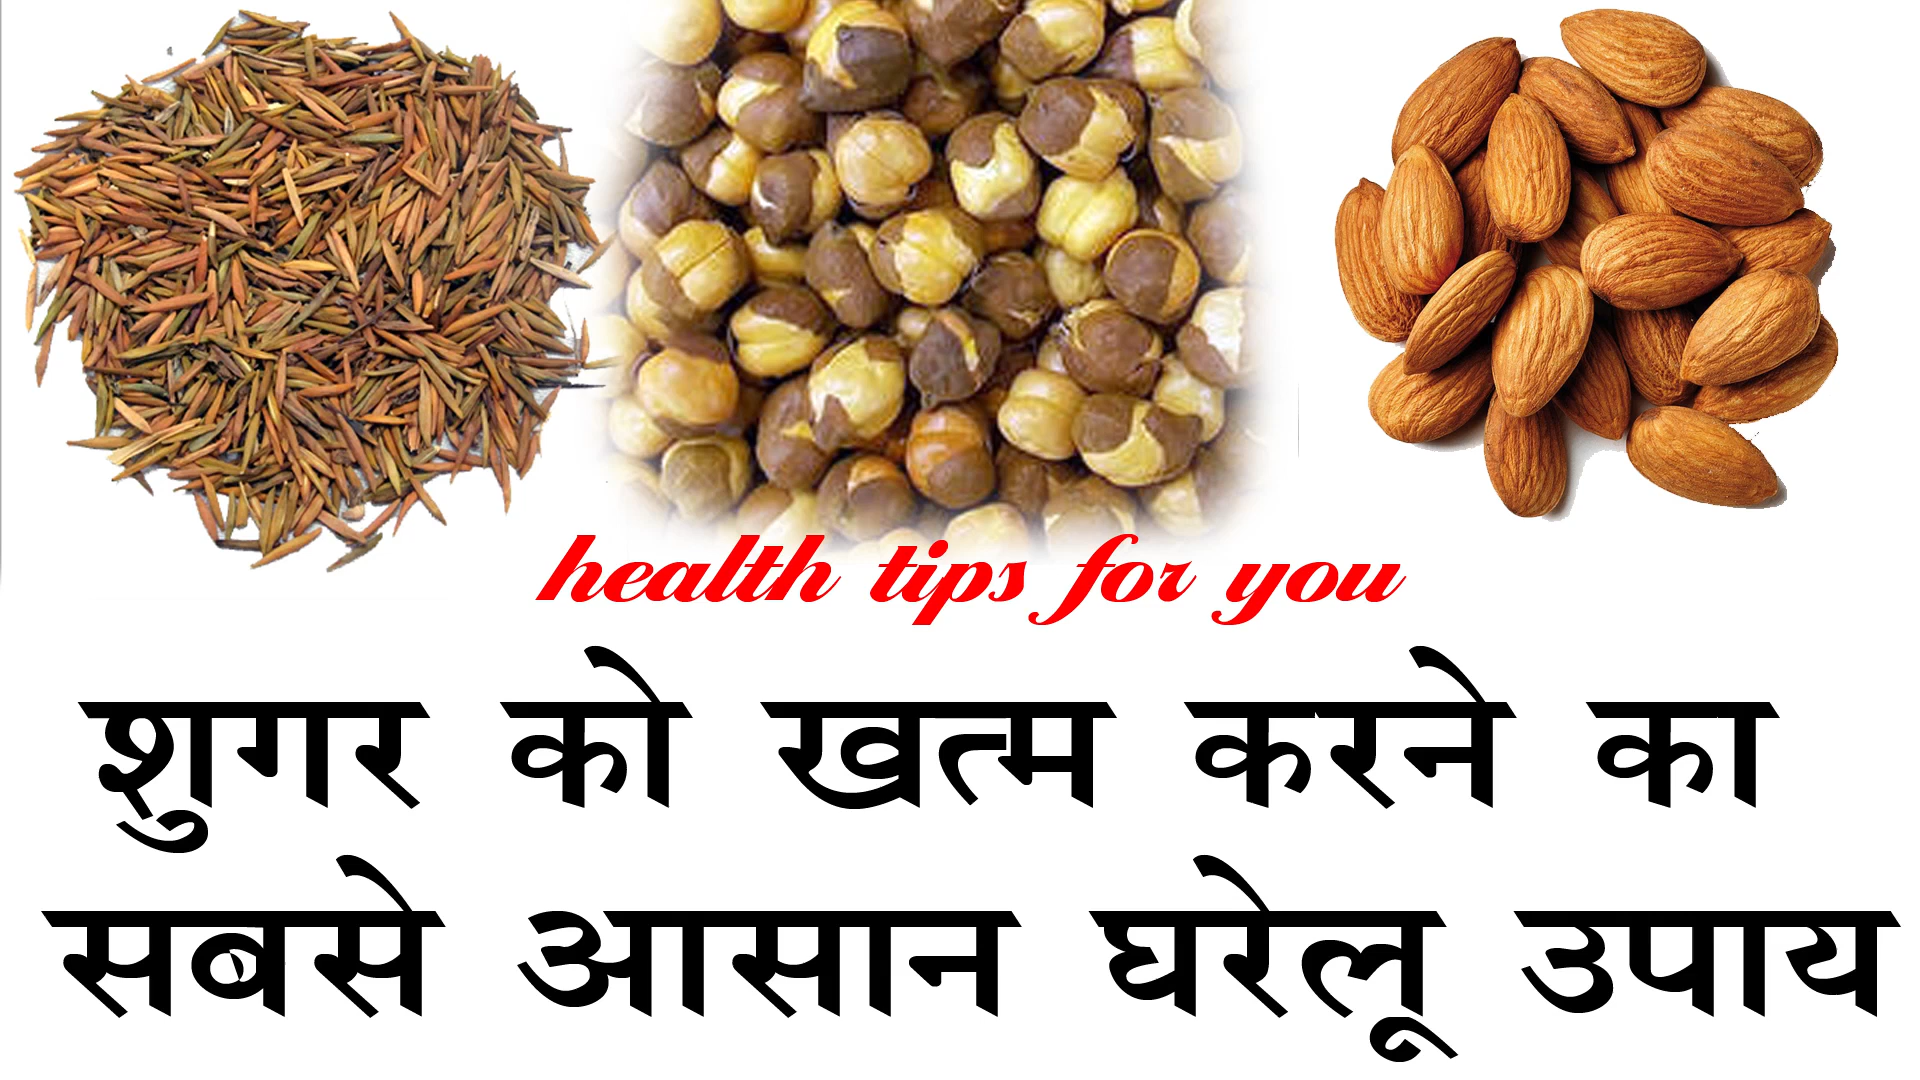 health tips for you
शुगर को खत्म करने का
सबसे आसान घरेलू उपाय